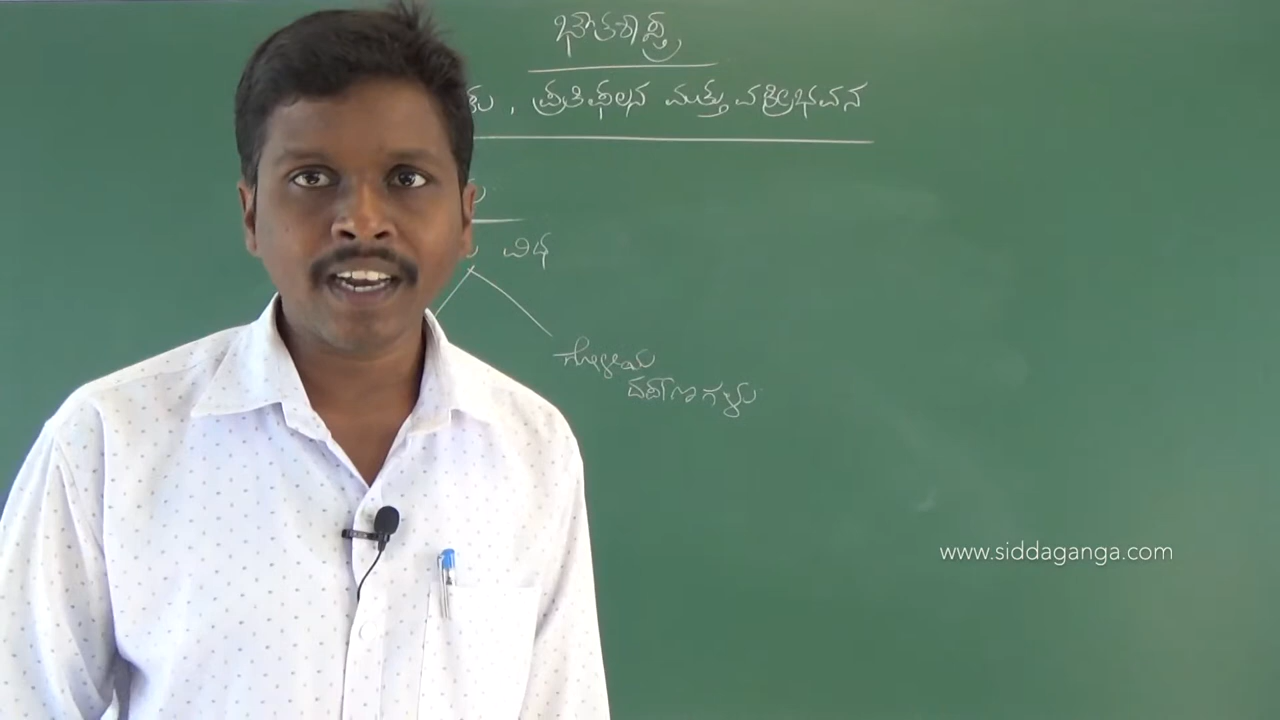 ಭೌತಶಾಸ್ತ್ರ
, ಪ್ರತಿಫಲನ ಮತ್ತು ವಕ್ರೀಭವನ
ವಿಧ
ಗೋಳೀಯ
ದರ್ಪಣಗಳು
www.siddaganga.com